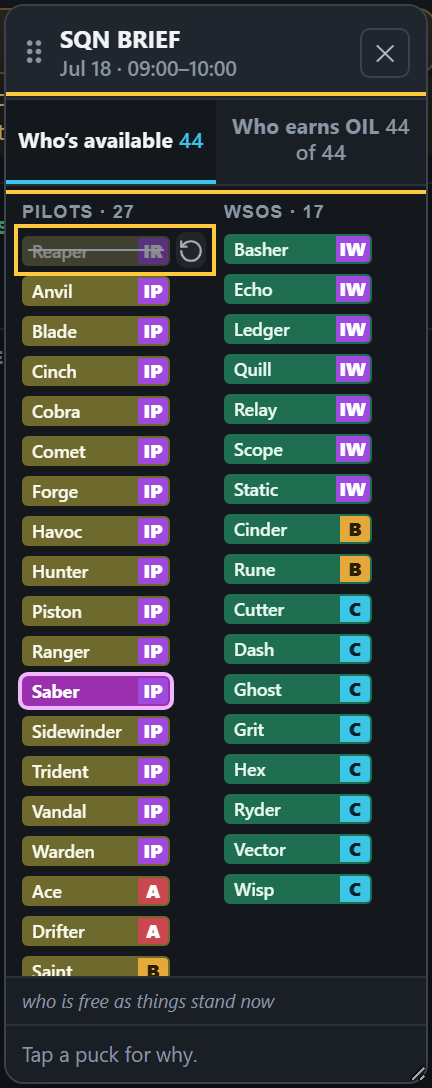 SQN BRIEF
Jul 18 · 09:00–10:00
Who's available 44
Who earns OIL 44
of 44
PILOTS · 27
Reaper IR
Anvil IP
Blade IP
Cinch IP
Cobra IP
Comet IP
Forge IP
Havoc IP
Hunter IP
Piston IP
Ranger IP
Saber IP
Sidewinder IP
Trident IP
Vandal IP
Warden IP
Ace A
Drifter A
Saint B
WSOS · 17
Basher IW
Echo IW
Ledger IW
Quill IW
Relay IW
Scope IW
Static IW
Cinder B
Rune B
Cutter C
Dash C
Ghost C
Grit C
Hex C
Ryder C
Vector C
Wisp C
who is free as things stand now
Tap a puck for why.